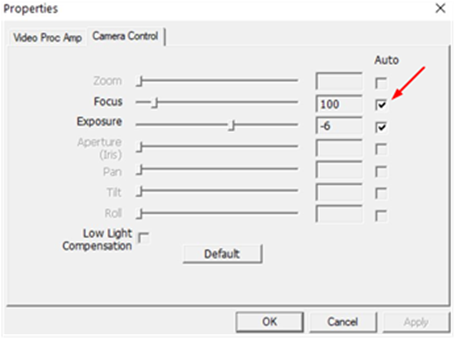 Properties
Video Proc Amp
Camera Control
Auto
Zoom
Focus 100
Exposure -6
Aperture
(Iris)
Pan
Tilt
Roll
Low Light
Compensation
Default
OK Cancel Apply